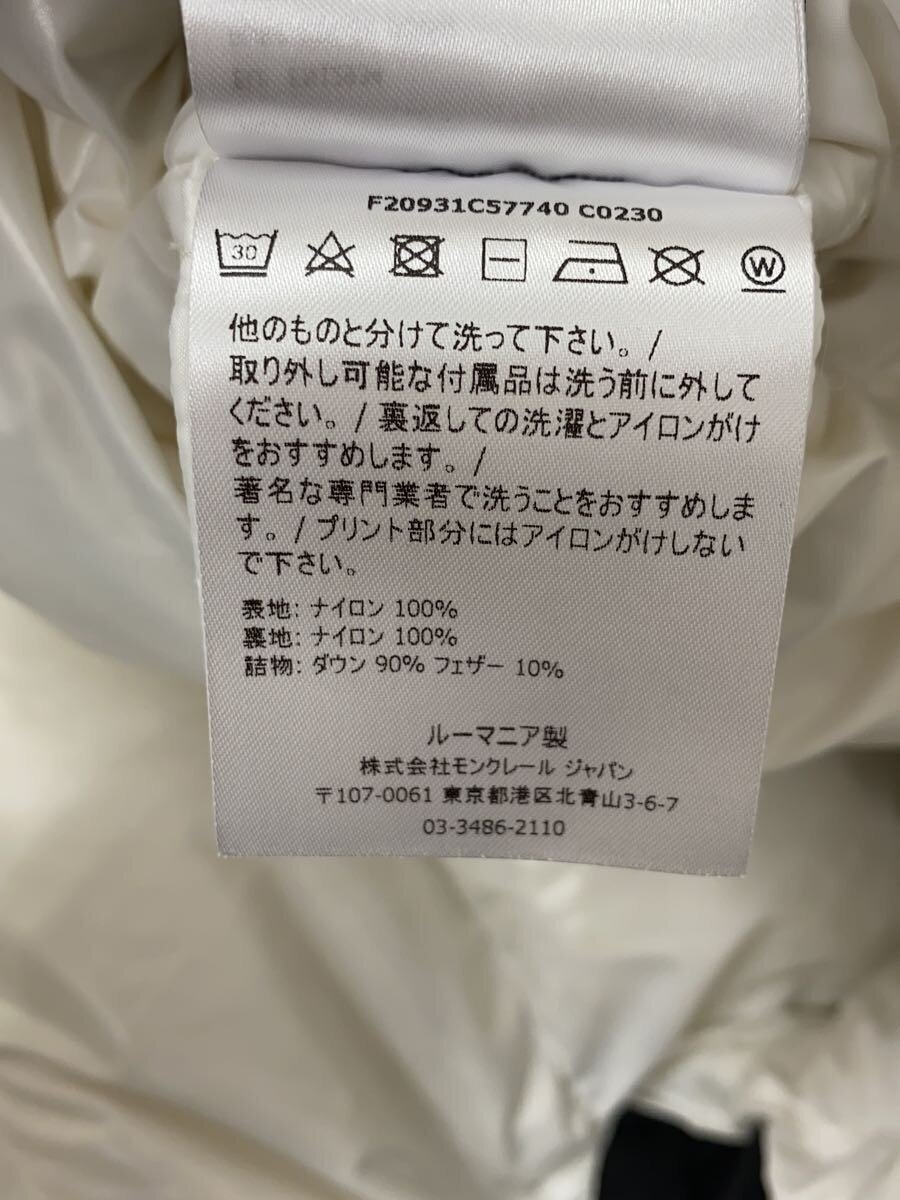 F20931C57740 C0230
30
W
他のものと分けて洗って下さい。/
取り外し可能な付属品は洗う前に外して
ください。/ 裏返しての洗濯とアイロンがけ
をおすすめします。/
著名な専門業者で洗うことをおすすめしま
す。/ プリント部分にはアイロンがけしない
で下さい。
表地: ナイロン 100%
裏地: ナイロン 100%
詰物: ダウン 90% フェザー 10%
ルーマニア製
株式会社モンクレール ジャパン
〒107-0061 東京都港区北青山3-6-7
03-3486-2110